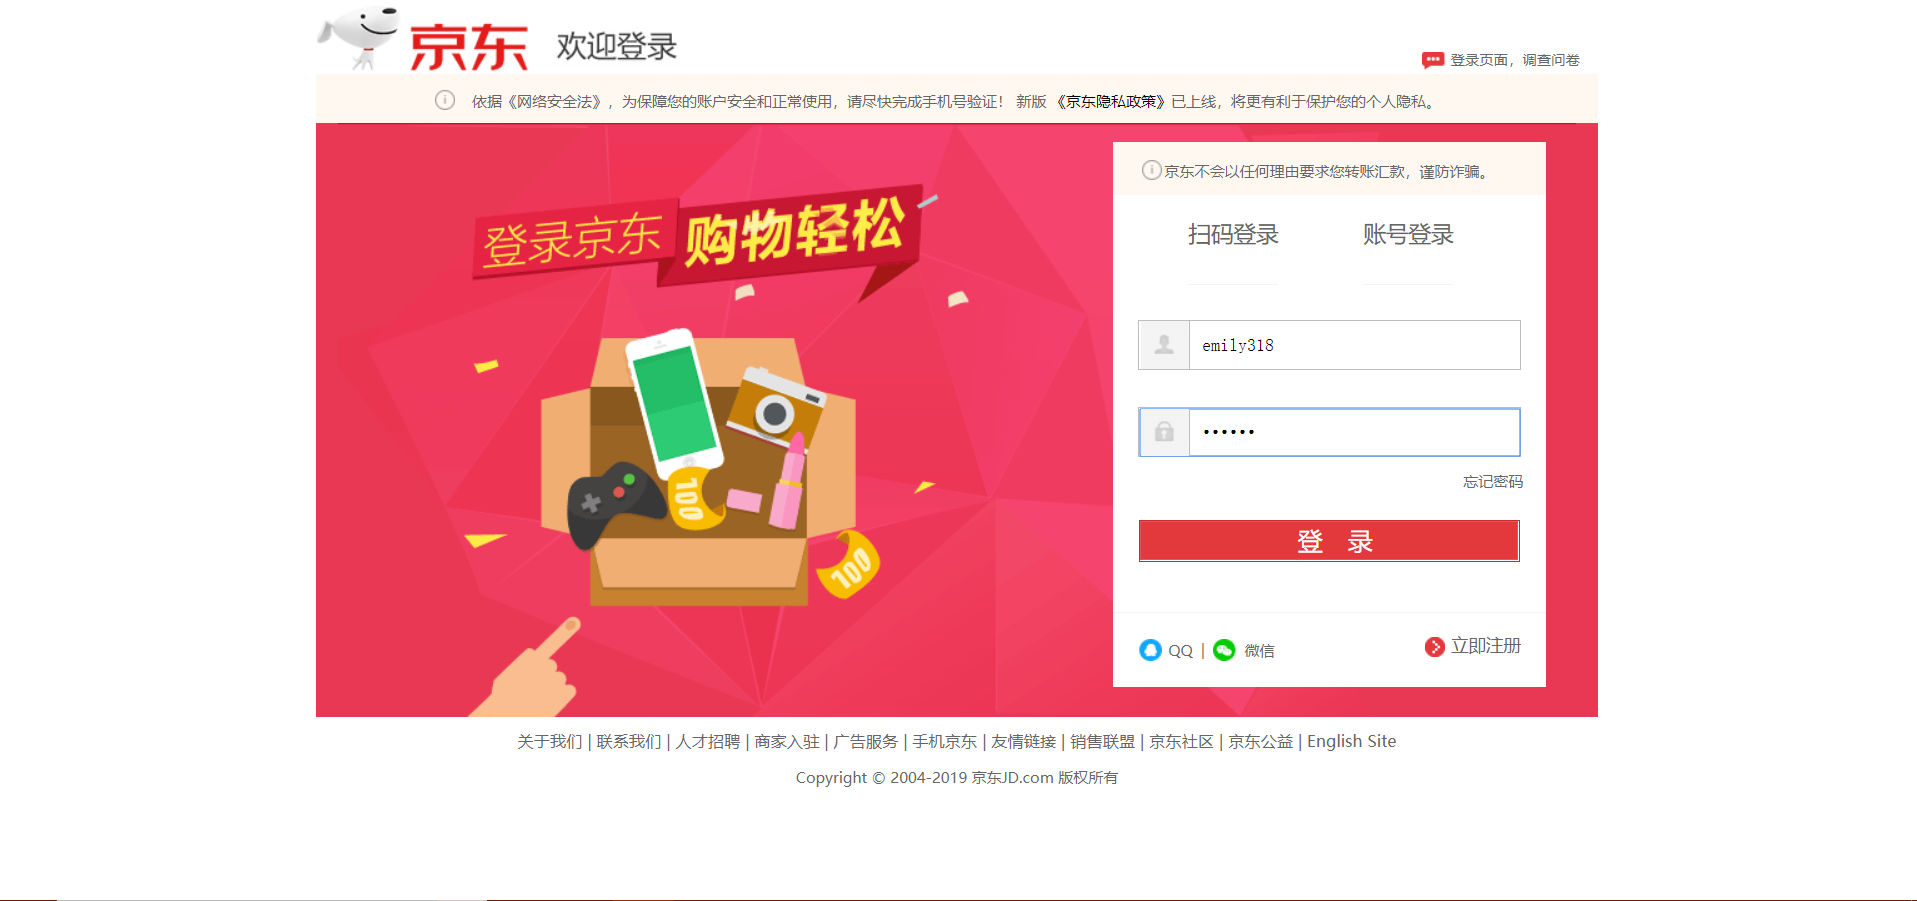 京东 欢迎登录
登录页面，调查问卷
依据《网络安全法》，为保障您的账户安全和正常使用，请尽快完成手机号验证！ 新版 《京东隐私政策》已上线，将更有利于保护您的个人隐私。
登录京东 购物轻松
100
100
京东不会以任何理由要求您转账汇款，谨防诈骗。
扫码登录 账号登录
emily318
••••••
忘记密码
登 录
QQ | 微信 立即注册
关于我们 | 联系我们 | 人才招聘 | 商家入驻 | 广告服务 | 手机京东 | 友情链接 | 销售联盟 | 京东社区 | 京东公益 | English Site
Copyright © 2004-2019 京东JD.com 版权所有